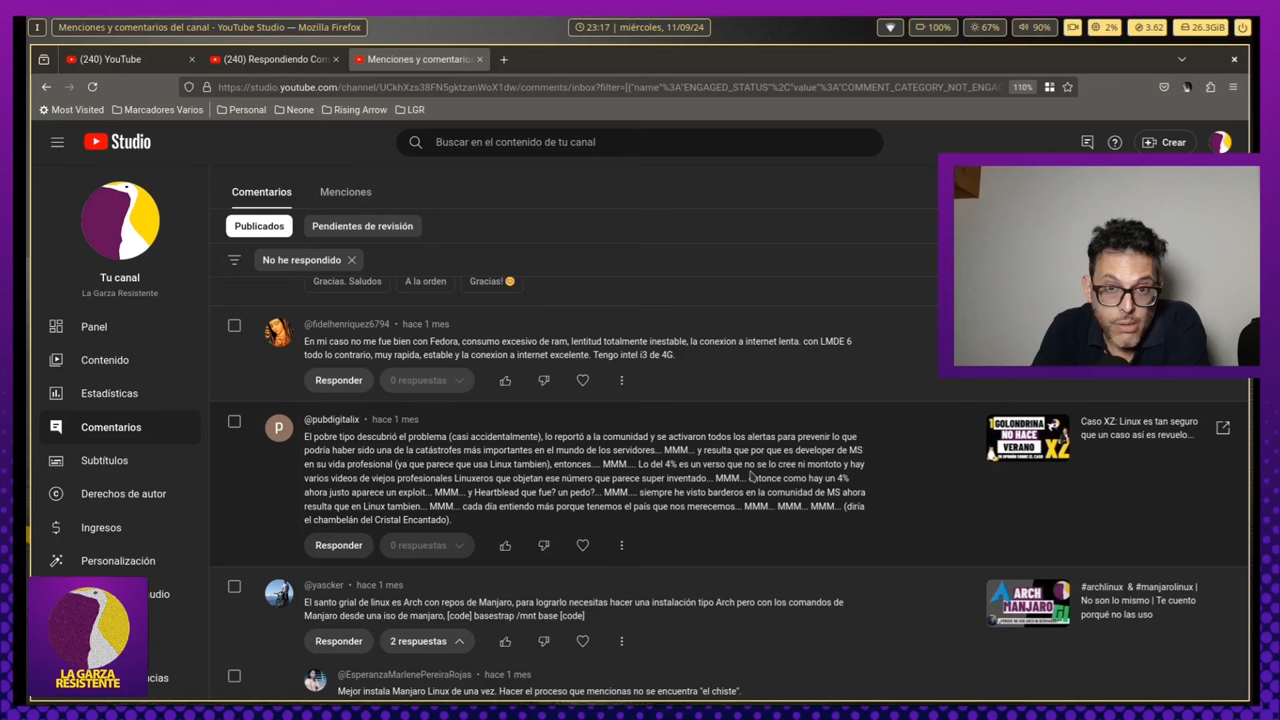 I
Menciones y comentarios del canal - YouTube Studio — Mozilla Firefox
23:17 | miércoles, 11/09/24
100%
67%
90%
2%
3.62
26.3GiB
(240) YouTube
(240) Respondiendo Com
Menciones y comentarios
https://studio.youtube.com/channel/UCkhXzs38FN5gktzanWoX1dw/comments/inbox?filter=[{"name"%3A"ENGAGED_STATUS"%2C"value"%3A"COMMENT_CATEGORY_NOT_ENGA
110%
Most Visited
Marcadores Varios
Personal
Neone
Rising Arrow
LGR
Studio
Buscar en el contenido de tu canal
Crear
Tu canal
La Garza Resistente
Panel
Contenido
Estadísticas
Comentarios
Subtítulos
Derechos de autor
Ingresos
Personalización
udio
encias
LA GARZA
RESISTENTE
Comentarios
Menciones
Publicados
Pendientes de revisión
No he respondido
Gracias. Saludos
A la orden
Gracias! 😊
@fidelhenriquez6794 • hace 1 mes
En mi caso no me fue bien con Fedora, consumo excesivo de ram, lentitud totalmente inestable, la conexion a internet lenta. con LMDE 6
todo lo contrario, muy rapida, estable y la conexion a internet excelente. Tengo intel i3 de 4G.
Responder
0 respuestas
@pubdigitalix • hace 1 mes
tipo descubrió el problema (casi accidentalmente), lo reportó a la comunidad y se activaron todos los alertas para prevenir lo que
ser sido una de la catástrofes más importantes en el mundo de los servidores... MMM... y resulta que por que es developer de MS
en su vida profesional (ya que parece que usa Linux tambien), entonces.... MMM.... Lo del 4% es un verso que no se lo cree ni montoto y hay
varios videos de viejos profesionales Linuxeros que objetan ese número que parece super inventado... MMM... Entonce como hay un 4%
ahora justo aparece un exploit... MMM... y Heartblead que fue? un pedo?... MMM.... siempre he visto barderos en la comunidad de MS ahora
resulta que en Linux tambien... MMM... cada día entiendo más porque tenemos el país que nos merecemos... MMM... MMM... MMM... (diría
el chambelán del Cristal Encantado).
Responder
0 respuestas
1 GOLONDRINA
NO HACE
VERANO
XZ
Caso XZ: Linux es tan seguro
que un caso así es revuelo...
@yascker • hace 1 mes
El santo grial de linux es Arch con repos de Manjaro, para lograrlo necesitas hacer una instalación tipo Arch pero con los comandos de
Manjaro desde una iso de manjaro, [code] basestrap /mnt base [code]
Responder
2 respuestas
ARCH
MANJARO
#archlinux & #manjarolinux |
No son lo mismo | Te cuento
porqué no las uso
@EsperanzaMarlenePereiraRojas • hace 1 mes
Mejor instala Manjaro Linux de una vez. Hacer el proceso que mencionas no se encuentra "el chiste".